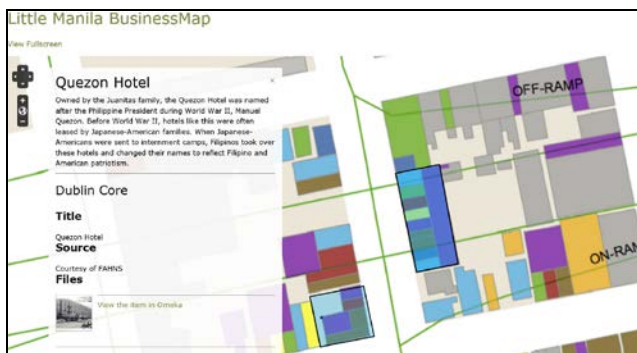 Little Manila BusinessMap
View Fullscreen
Quezon Hotel
×
Owned by the Juanitas family, the Quezon Hotel was named
after the Philippine President during World War II, Manuel
Quezon. Before World War II, hotels like this were often
leased by Japanese-American families. When Japanese-
Americans were sent to internment camps, Filipinos took over
these hotels and changed their names to reflect Filipino and
American patriotism.
Dublin Core
Title
Quezon Hotel
Source
Courtesy of FAHNS
Files
View the item in Omeka
OFF-RAMP
ON-RAM